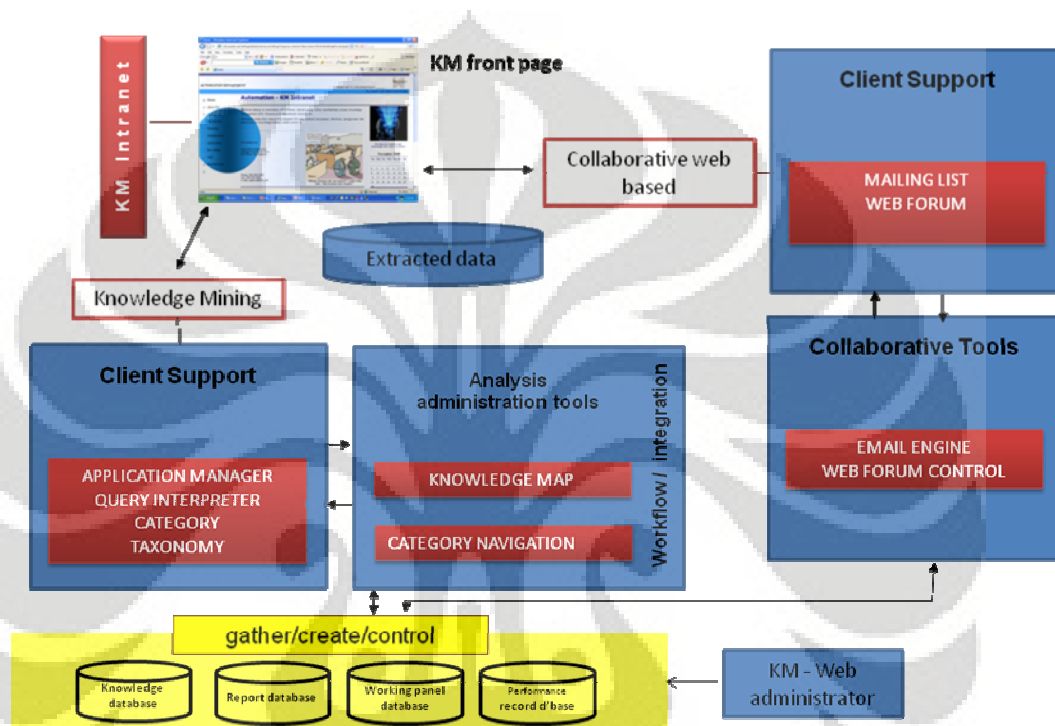 KM Intranet
Automation - KM Intranet
KM front page
Client Support
MAILING LIST
WEB FORUM
Collaborative web
based
Extracted data
Knowledge Mining
Client Support
APPLICATION MANAGER
QUERY INTERPRETER
CATEGORY
TAXONOMY
Analysis
administration tools
KNOWLEDGE MAP
CATEGORY NAVIGATION
Workflow / integration
Collaborative Tools
EMAIL ENGINE
WEB FORUM CONTROL
gather/create/control
Knowledge
database
Report database
Working panel
database
Performance
record d'base
KM - Web
administrator